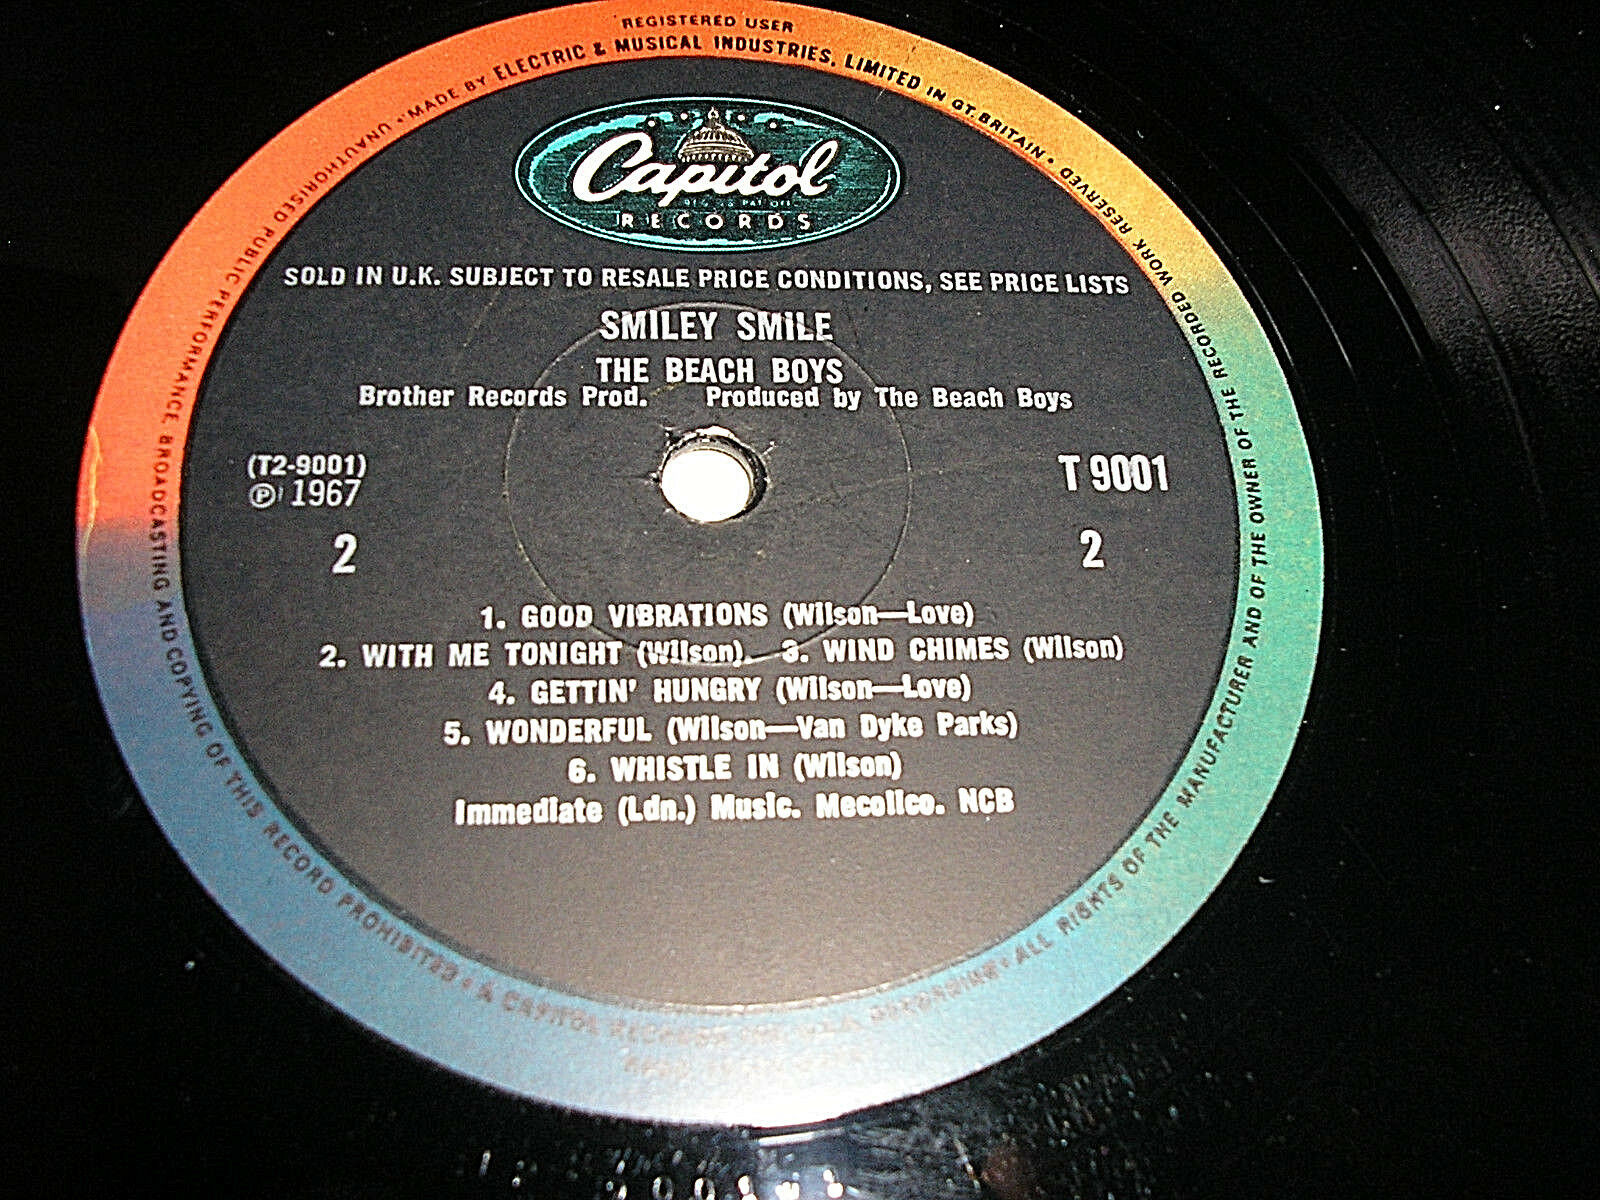 REGISTERED USER
MADE BY ELECTRIC & MUSICAL INDUSTRIES, LIMITED IN GT. BRITAIN • ALL RIGHTS OF THE MANUFACTURER AND OF THE OWNER OF THE RECORDED WORK RESERVED
UNAUTHORISED PUBLIC PERFORMANCE, BROADCASTING AND COPYING OF THIS RECORD PROHIBITED • A CAPITOL
Capitol
RECORDS
SOLD IN U.K. SUBJECT TO RESALE PRICE CONDITIONS, SEE PRICE LISTS
SMILEY SMILE
THE BEACH BOYS
Brother Records Prod. Produced by The Beach Boys
(T2-9001)
℗ 1967
T 9001
2 2
1. GOOD VIBRATIONS (Wilson—Love)
2. WITH ME TONIGHT (Wilson). 3. WIND CHIMES (Wilson)
4. GETTIN' HUNGRY (Wilson—Love)
5. WONDERFUL (Wilson—Van Dyke Parks)
6. WHISTLE IN (Wilson)
Immediate (Ldn.) Music. Mecolico. NCB